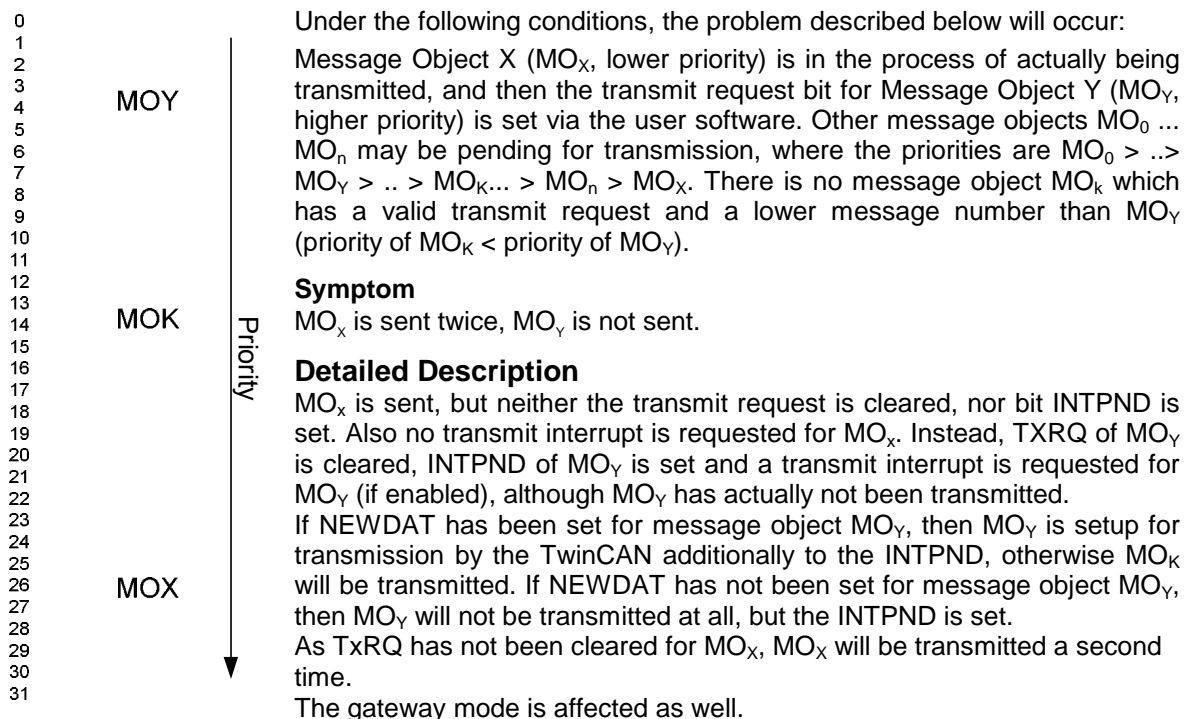 0
1
2
3
4
5
6
7
8
9
10
11
12
13
14
15
16
17
18
19
20
21
22
23
24
25
26
27
28
29
30
31
MOY
MOK
MOX
Priority
Under the following conditions, the problem described below will occur:
Message Object X (MOX, lower priority) is in the process of actually being
transmitted, and then the transmit request bit for Message Object Y (MOY,
higher priority) is set via the user software. Other message objects MO0 ...
MOn may be pending for transmission, where the priorities are MO0 > ..>
MOY > .. > MOK... > MOn > MOX. There is no message object MOk which
has a valid transmit request and a lower message number than MOY
(priority of MOK < priority of MOY).
Symptom
MOx is sent twice, MOY is not sent.
Detailed Description
MOx is sent, but neither the transmit request is cleared, nor bit INTPND is
set. Also no transmit interrupt is requested for MOx. Instead, TXRQ of MOY
is cleared, INTPND of MOY is set and a transmit interrupt is requested for
MOY (if enabled), although MOY has actually not been transmitted.
If NEWDAT has been set for message object MOY, then MOY is setup for
transmission by the TwinCAN additionally to the INTPND, otherwise MOK
will be transmitted. If NEWDAT has not been set for message object MOY,
then MOY will not be transmitted at all, but the INTPND is set.
As TxRQ has not been cleared for MOX, MOX will be transmitted a second
time.
The gateway mode is affected as well.